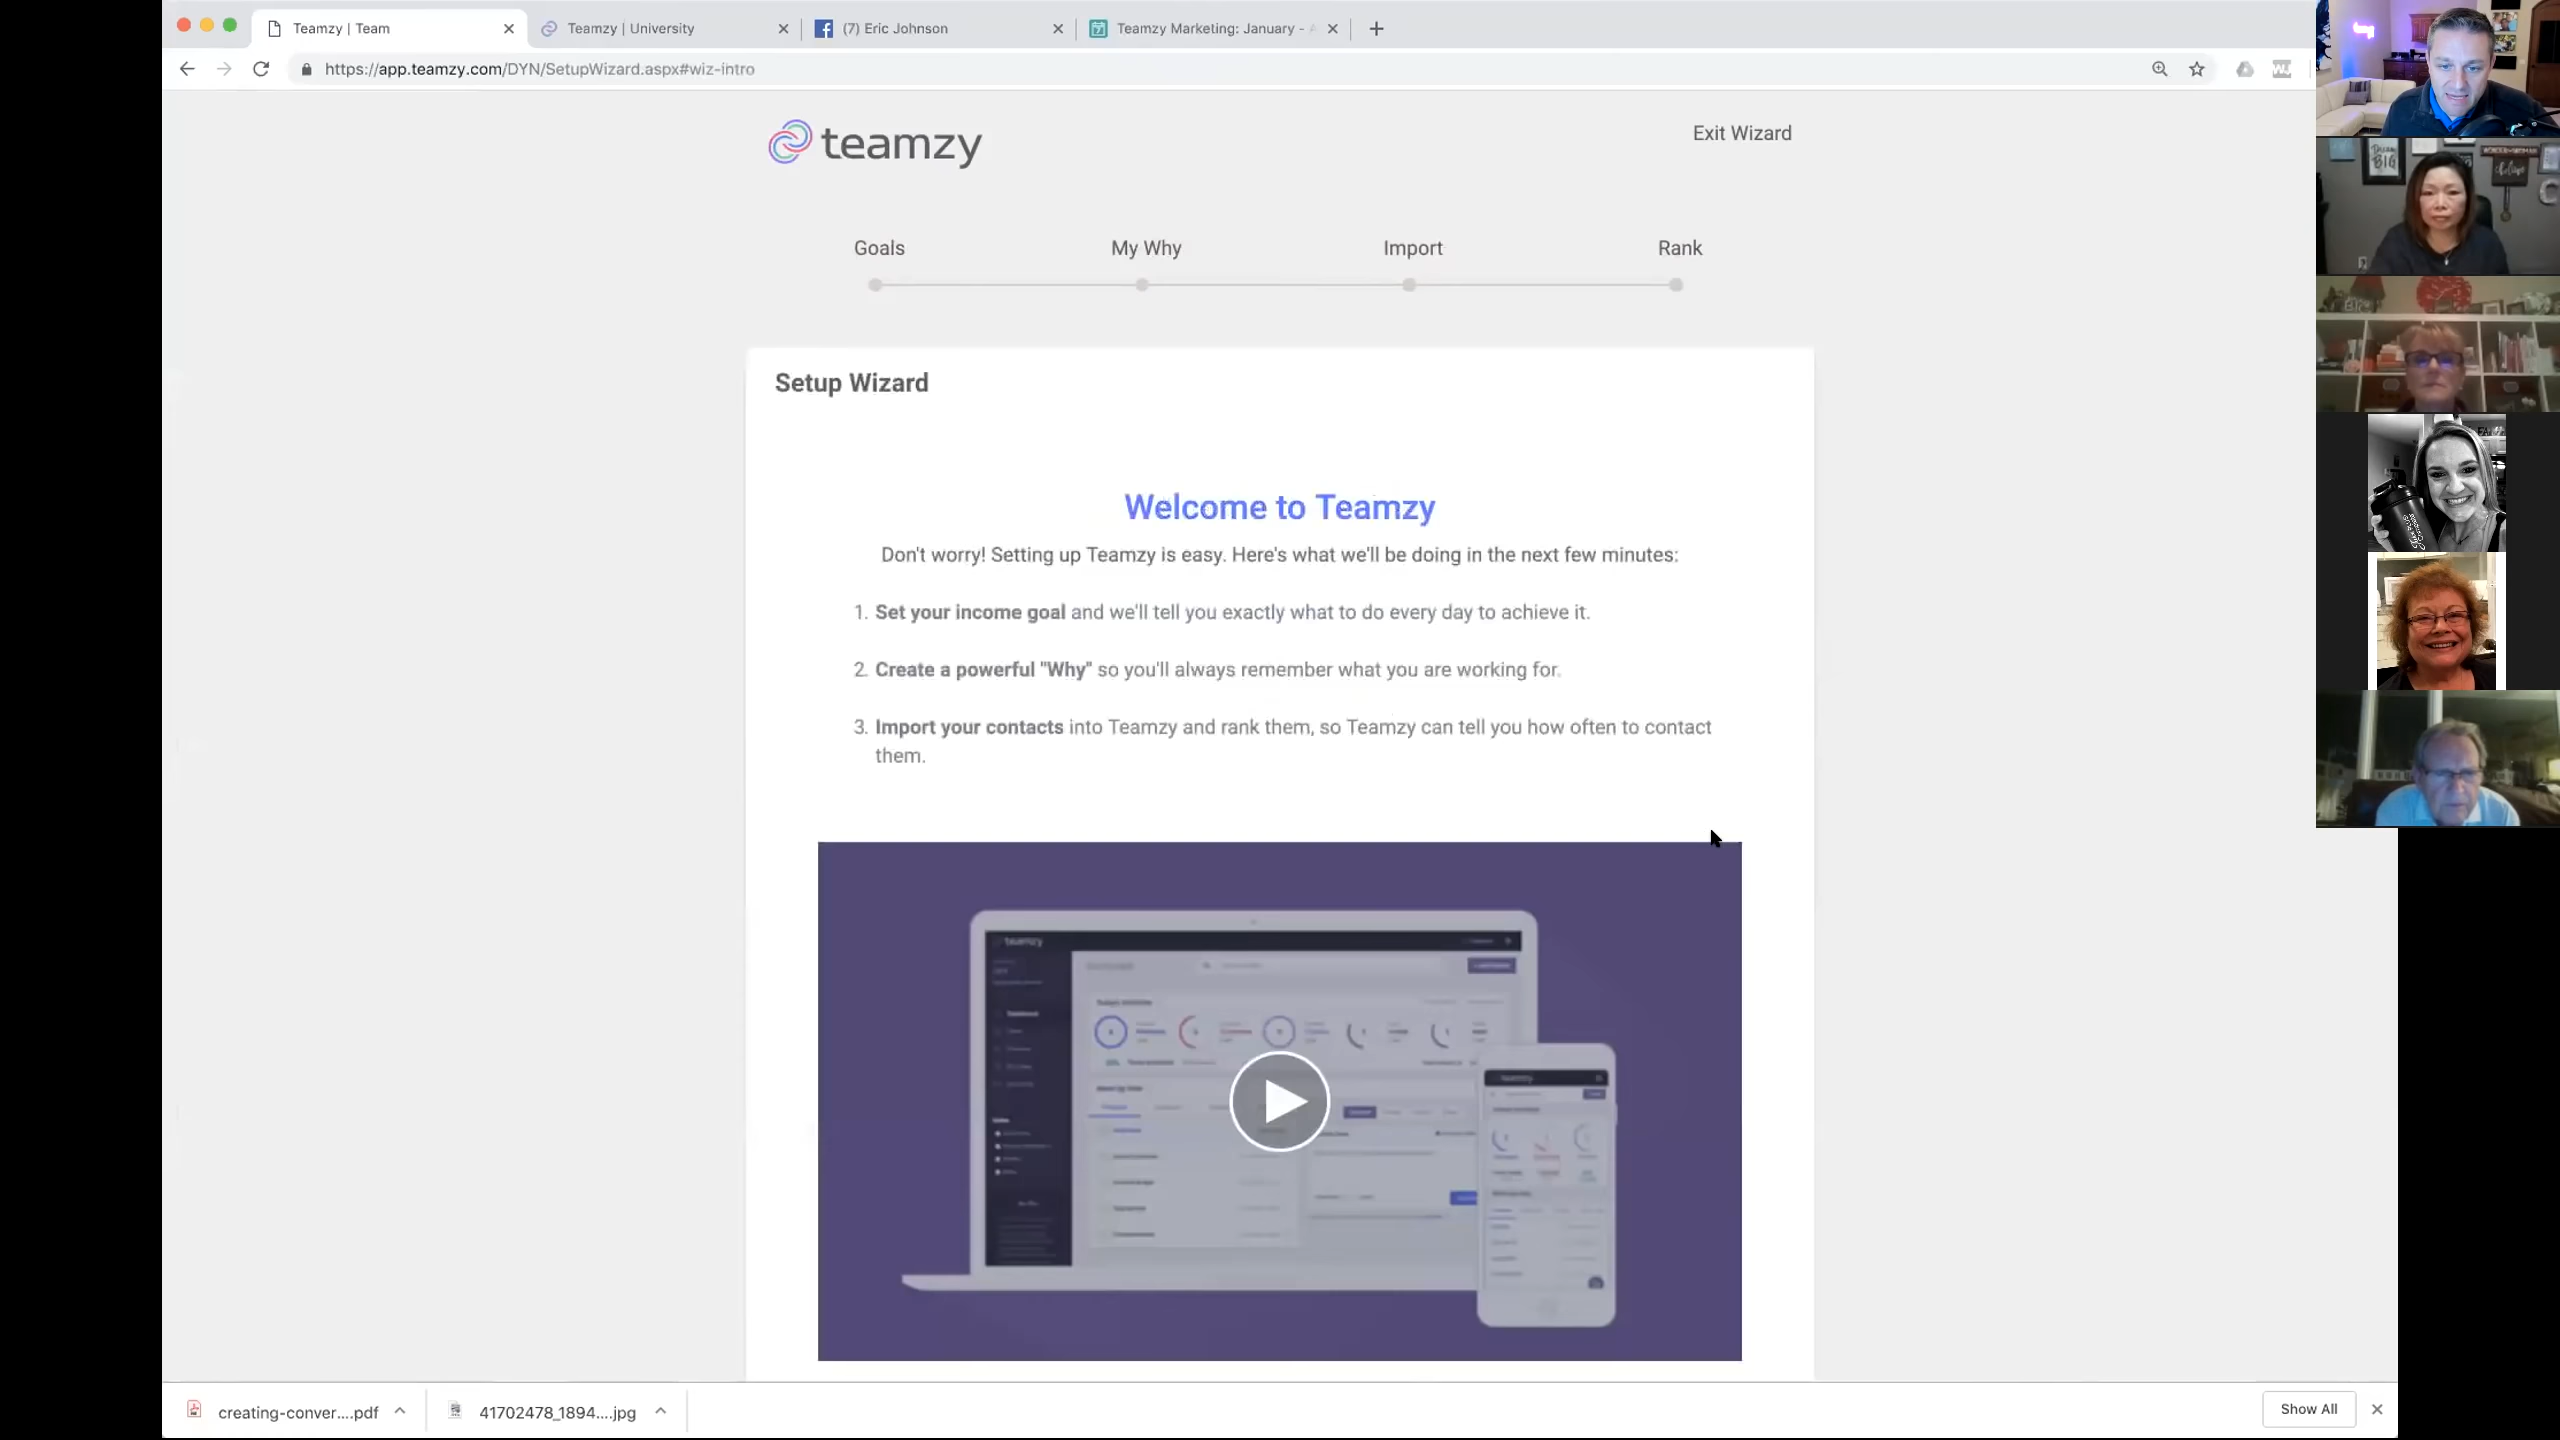 Teamzy | Team
Teamzy | University
(7) Eric Johnson
Teamzy Marketing: January -
https://app.teamzy.com/DYN/SetupWizard.aspx#wiz-intro
teamzy
Exit Wizard
Goals
My Why
Import
Rank
Setup Wizard
Welcome to Teamzy
Don't worry! Setting up Teamzy is easy. Here's what we'll be doing in the next few minutes:
1. Set your income goal and we'll tell you exactly what to do every day to achieve it.
2. Create a powerful "Why" so you'll always remember what you are working for.
3. Import your contacts into Teamzy and rank them, so Teamzy can tell you how often to contact
them.
teamzy
creating-conver....pdf
41702478_1894....jpg
Show All
DREAM
BIG